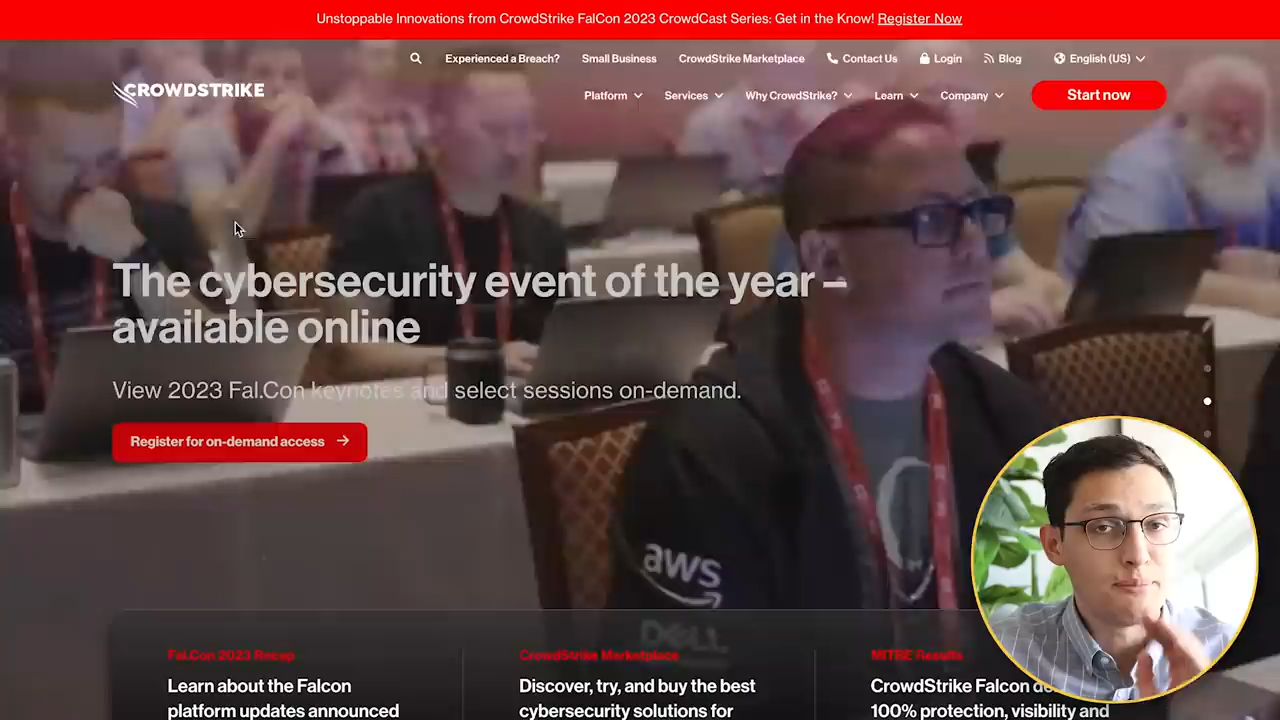 Unstoppable Innovations from CrowdStrike FalCon 2023 CrowdCast Series: Get in the Know! Register Now
Experienced a Breach?
Small Business
CrowdStrike Marketplace
Contact Us
Login
Blog
English (US)
CROWDSTRIKE
Platform
Services
Why CrowdStrike?
Learn
Company
Start now
The cybersecurity event of the year –
available online
View 2023 Fal.Con keynotes and select sessions on-demand.
Register for on-demand access
aws
DELL
Fal.Con 2023 Recap
Learn about the Falcon
platform updates announced
CrowdStrike Marketplace
Discover, try, and buy the best
cybersecurity solutions for
MITRE Results
CrowdStrike Falcon
100% protection, visibility and